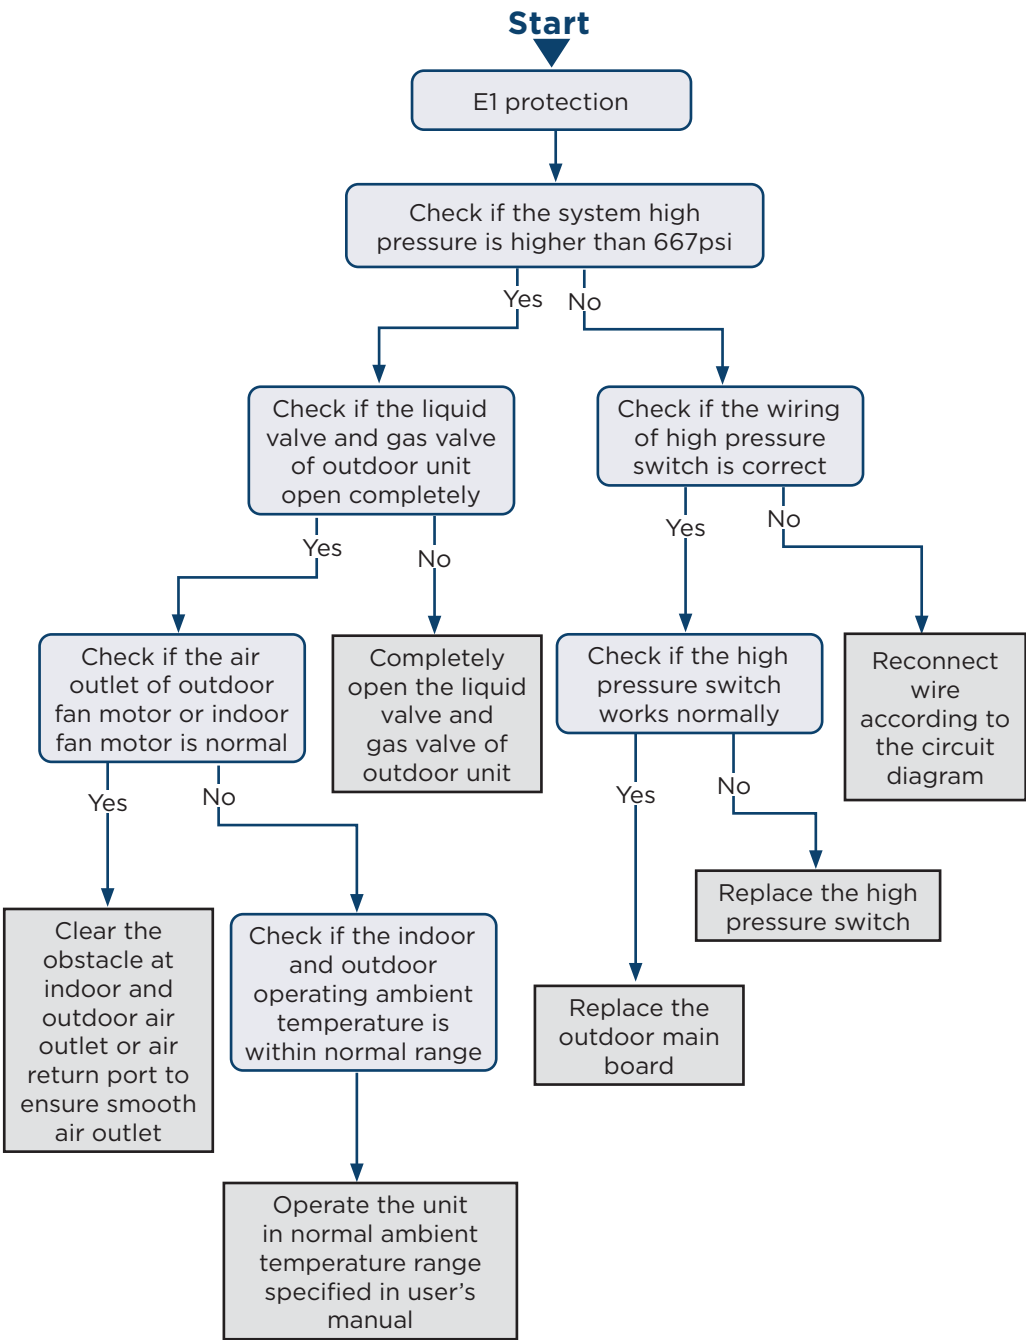 Start
E1 protection
Check if the system high
pressure is higher than 667psi
Yes
No
Check if the liquid
valve and gas valve
of outdoor unit
open completely
Check if the wiring
of high pressure
switch is correct
Yes
No
Yes
No
Check if the air
outlet of outdoor
fan motor or indoor
fan motor is normal
Completely
open the liquid
valve and
gas valve of
outdoor unit
Check if the high
pressure switch
works normally
Reconnect
wire
according to
the circuit
diagram
Yes
No
Yes
No
Clear the
obstacle at
indoor and
outdoor air
outlet or air
return port to
ensure smooth
air outlet
Check if the indoor
and outdoor
operating ambient
temperature is
within normal range
Replace the high
pressure switch
Replace the
outdoor main
board
Operate the unit
in normal ambient
temperature range
specified in user's
manual